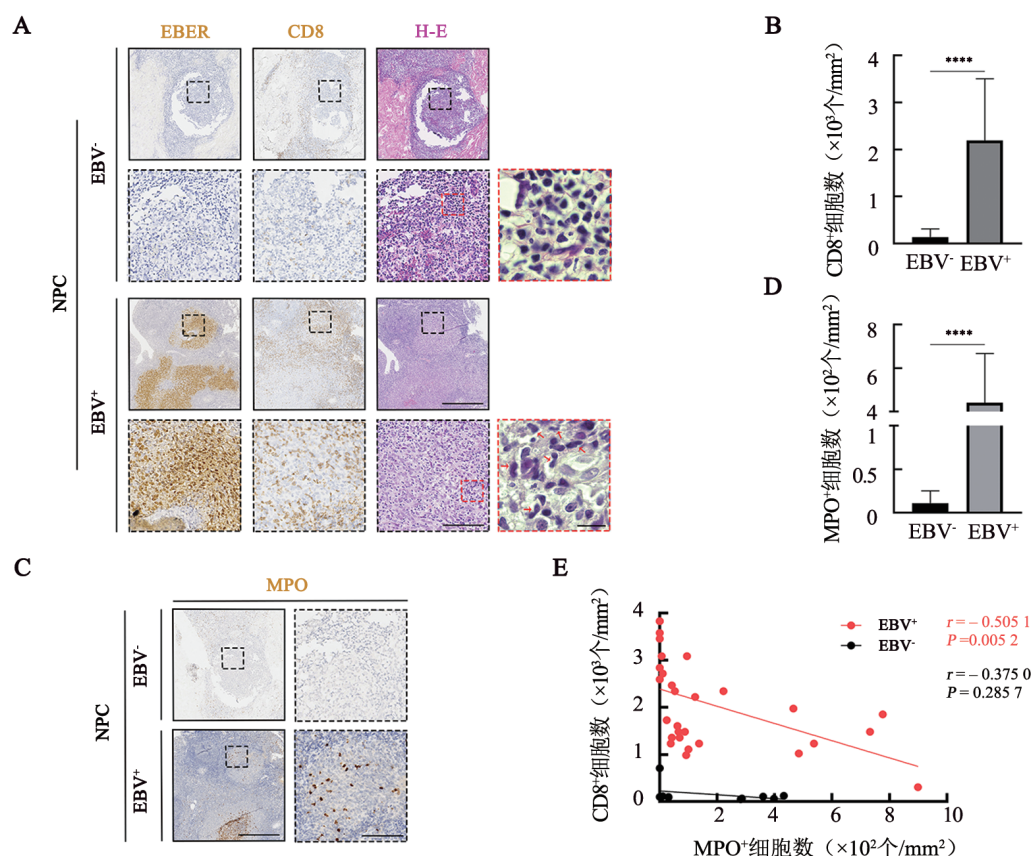 A
EBER
CD8
H-E
NPC
EBV-
EBV+
B
CD8+细胞数（×10³个/mm²）
4
3
2
1
0
****
EBV-
EBV+
C
MPO
NPC
EBV-
EBV+
D
MPO+细胞数（×10²个/mm²）
8
6
4
1
0.5
0
****
EBV-
EBV+
E
CD8+细胞数（×10³个/mm²）
4
3
2
1
0
2
4
6
8
10
MPO+细胞数（×10²个/mm²）
EBV+
EBV-
r=－0.505 1
P=0.005 2
r=－0.375 0
P=0.285 7